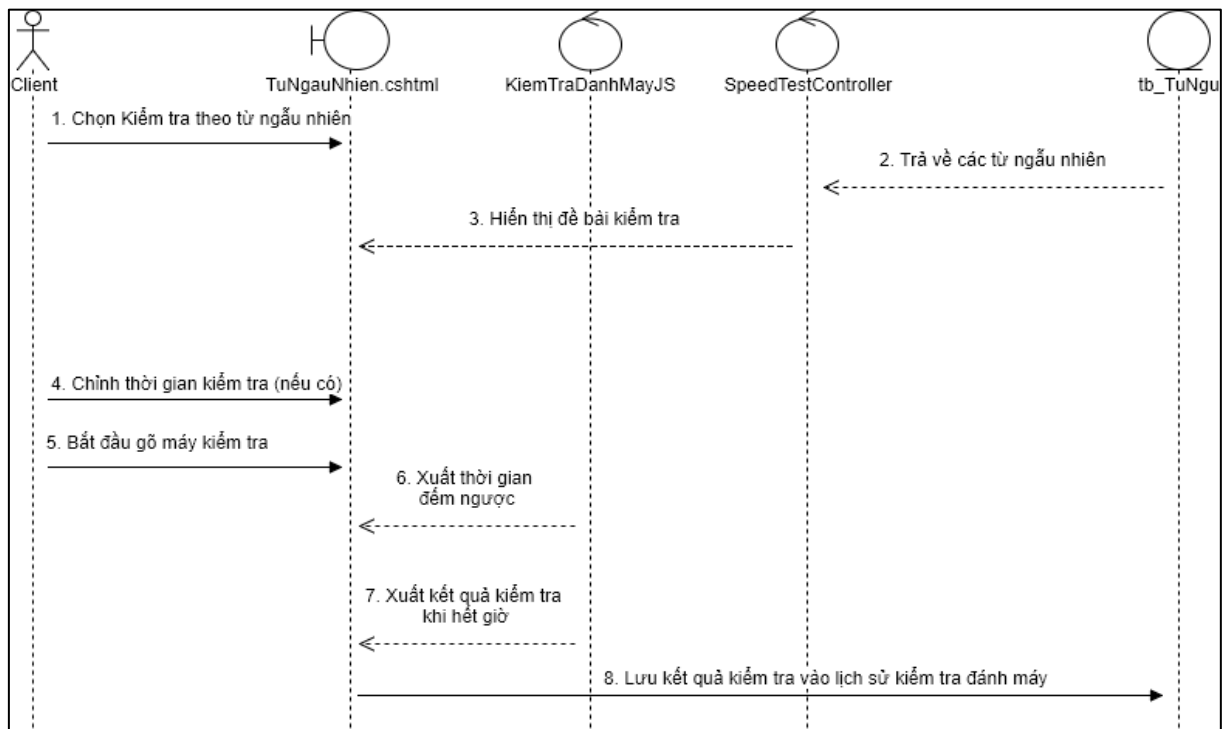 Client
TuNgauNhien.cshtml
KiemTraDanhMayJS
SpeedTestController
tb_TuNgu
1. Chọn Kiểm tra theo từ ngẫu nhiên
2. Trả về các từ ngẫu nhiên
3. Hiển thị đề bài kiểm tra
4. Chỉnh thời gian kiểm tra (nếu có)
5. Bắt đầu gõ máy kiểm tra
6. Xuất thời gian
đếm ngược
7. Xuất kết quả kiểm tra
khi hết giờ
8. Lưu kết quả kiểm tra vào lịch sử kiểm tra đánh máy